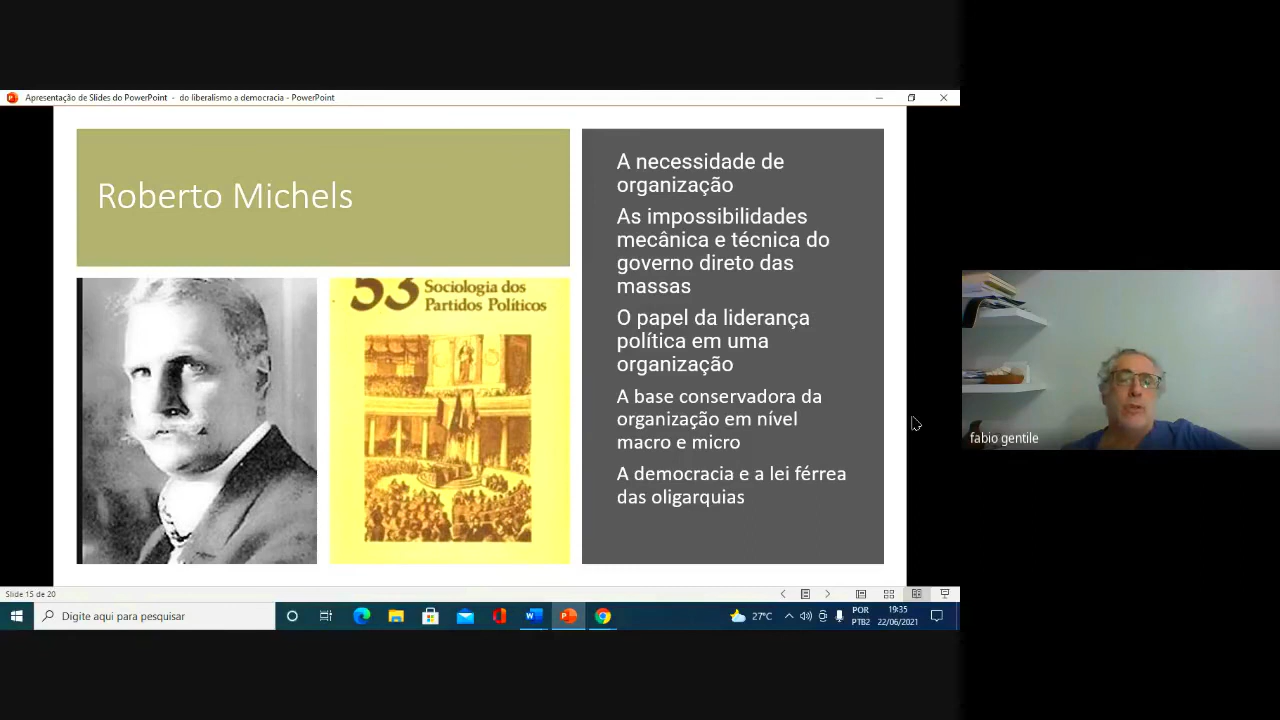 Apresentação de Slides do PowerPoint - do liberalismo a democracia - PowerPoint
Roberto Michels
53
Sociologia dos
Partidos Políticos
A necessidade de
organização
As impossibilidades
mecânica e técnica do
governo direto das
massas
O papel da liderança
política em uma
organização
A base conservadora da
organização em nível
macro e micro
A democracia e a lei férrea
das oligarquias
fabio gentile
Slide 15 de 20
Digite aqui para pesquisar
27°C
POR
PTB2
19:35
22/06/2021